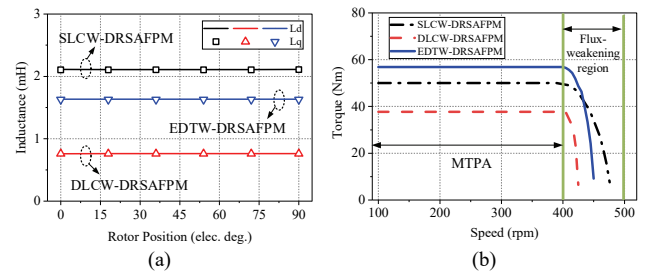 3
2
1
0
Inductance (mH)
SLCW-DRSAFPM
Ld
Lq
EDTW-DRSAFPM
DLCW-DRSAFPM
0 15 30 45 60 75 90
Rotor Position (elec. deg.)
(a)
80
60
40
20
0
Torque (Nm)
SLCW-DRSAFPM
DLCW-DRSAFPM
EDTW-DRSAFPM
Flux-
weakening
region
MTPA
100 200 300 400 500
Speed (rpm)
(b)